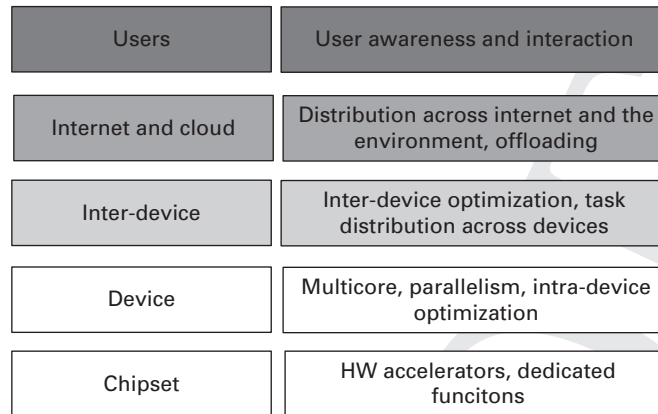 Users
User awareness and interaction
Internet and cloud
Distribution across internet and the
environment, offloading
Inter-device
Inter-device optimization, task
distribution across devices
Device
Multicore, parallelism, intra-device
optimization
Chipset
HW accelerators, dedicated
funcitons